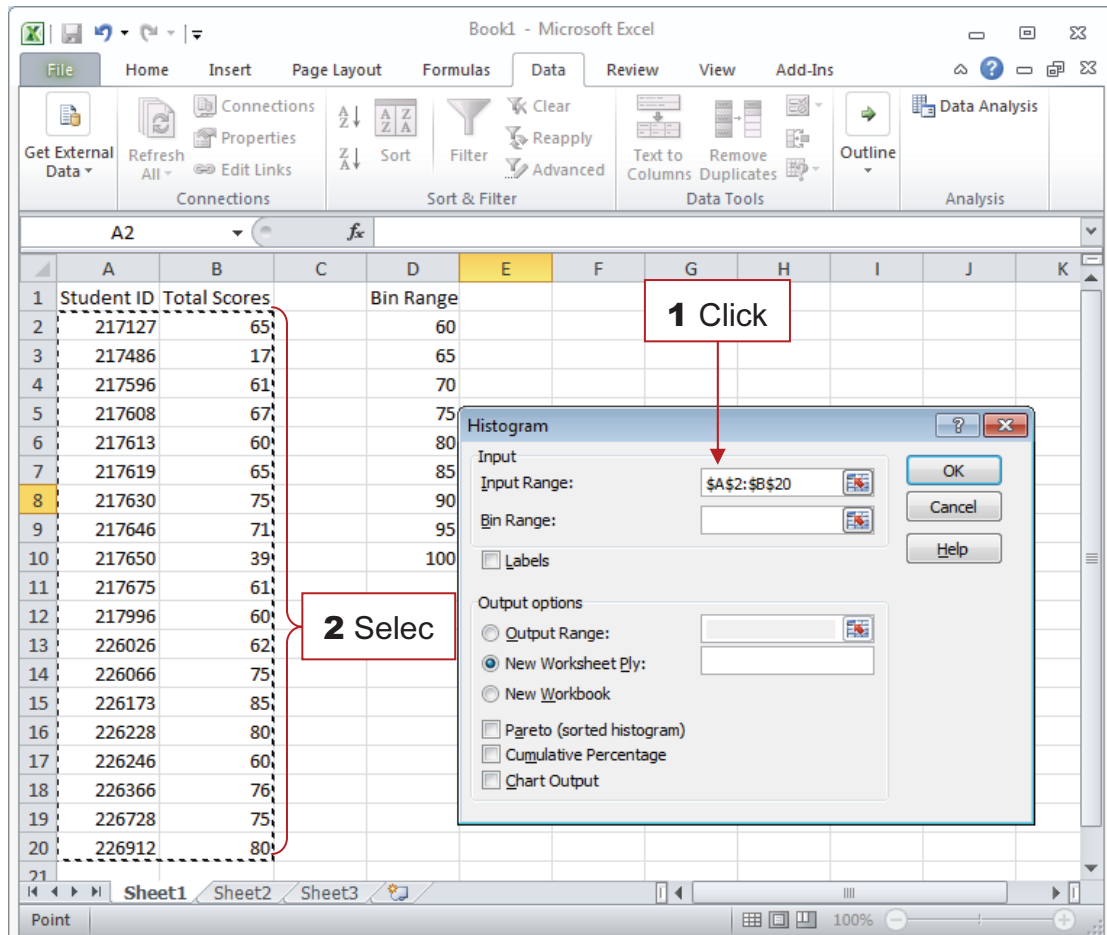 Book1 - Microsoft Excel
File Home Insert Page Layout Formulas Data Review View Add-Ins
Get External Data
Refresh All
Connections
Properties
Edit Links
Connections
Sort
Filter
Clear
Reapply
Advanced
Sort & Filter
Text to Columns
Remove Duplicates
Data Tools
Outline
Data Analysis
Analysis
A2 fx
A B C D E F G H I J K
1 Student ID Total Scores Bin Range
2 217127 65 60
3 217486 17 65
4 217596 61 70
5 217608 67 75
6 217613 60 80
7 217619 65 85
8 217630 75 90
9 217646 71 95
10 217650 39 100
11 217675 61
12 217996 60
13 226026 62
14 226066 75
15 226173 85
16 226228 80
17 226246 60
18 226366 76
19 226728 75
20 226912 80
21
1 Click
2 Selec
Histogram
Input
Input Range: $A$2:$B$20
Bin Range:
Labels
Output options
Output Range:
New Worksheet Ply:
New Workbook
Pareto (sorted histogram)
Cumulative Percentage
Chart Output
OK
Cancel
Help
Sheet1 Sheet2 Sheet3
Point 100%